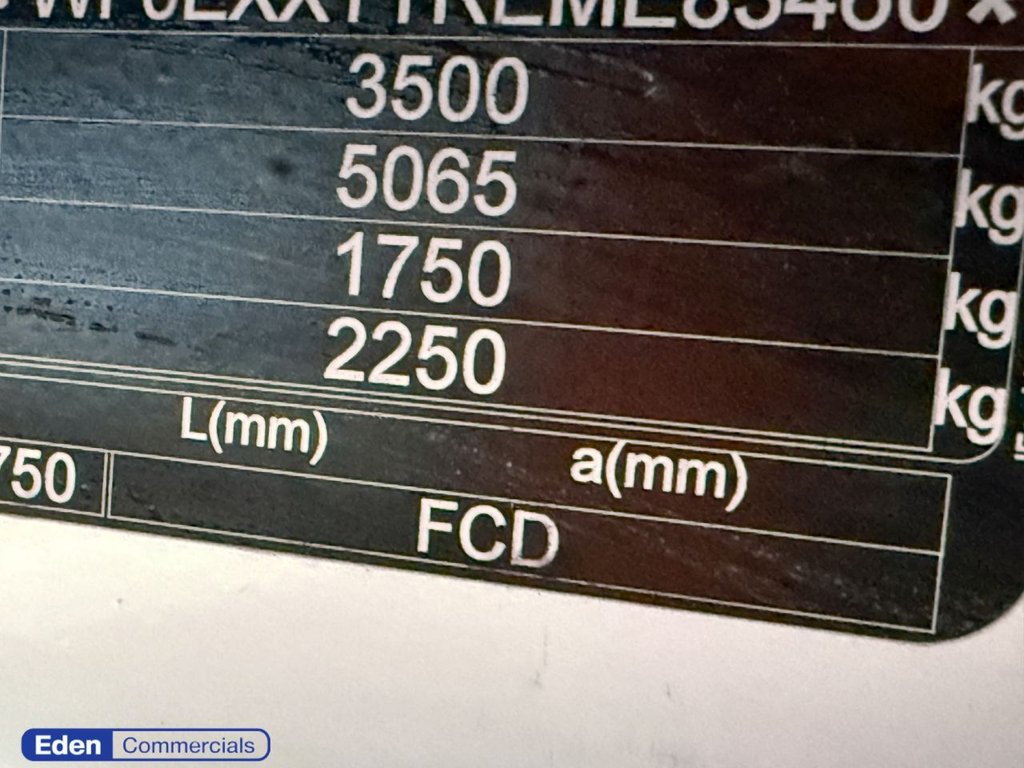 3500 kg
5065 kg
1750 kg
2250 kg
L(mm) a(mm)
750 FCD
Eden Commercials